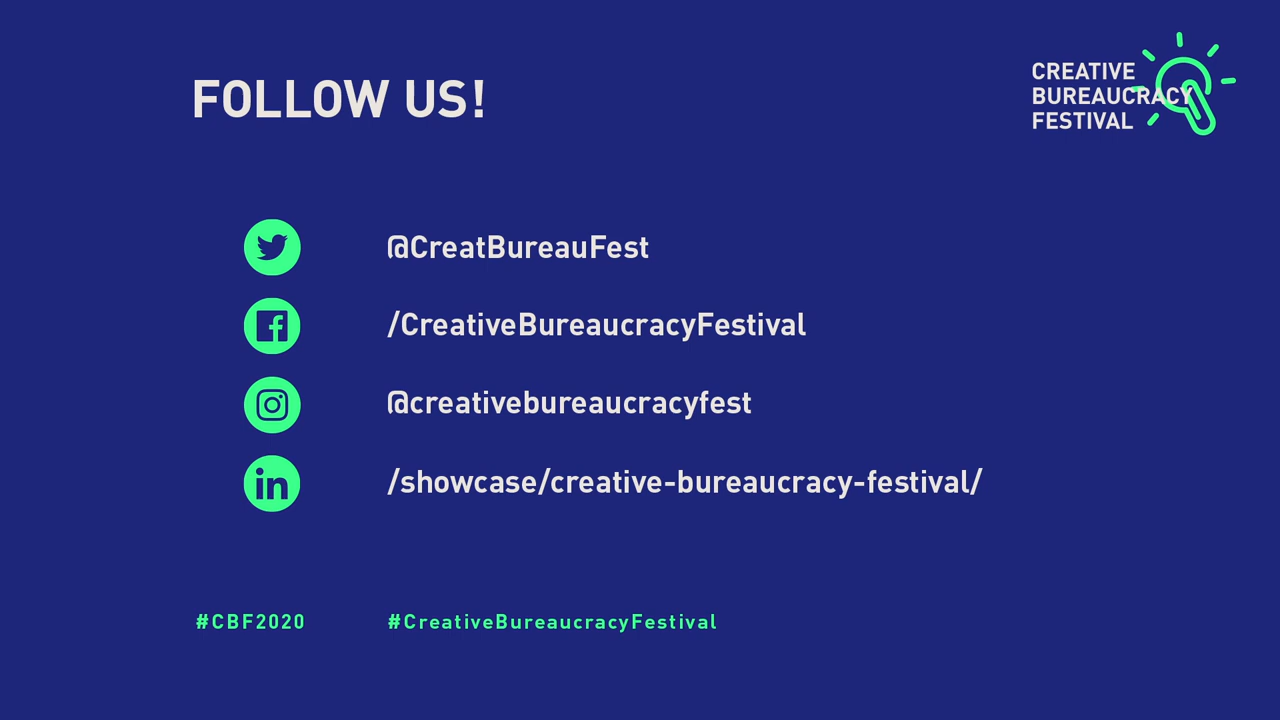 FOLLOW US!
CREATIVE
BUREAUCRACY
FESTIVAL
@CreatBureauFest
/CreativeBureaucracyFestival
@creativebureaucracyfest
/showcase/creative-bureaucracy-festival/
#CBF2020 #CreativeBureaucracyFestival